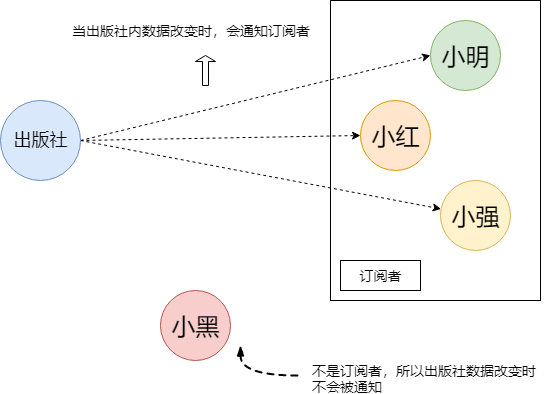 当出版社内数据改变时，会通知订阅者
小明
出版社
小红
小强
订阅者
小黑
不是订阅者，所以出版社数据改变时
不会被通知